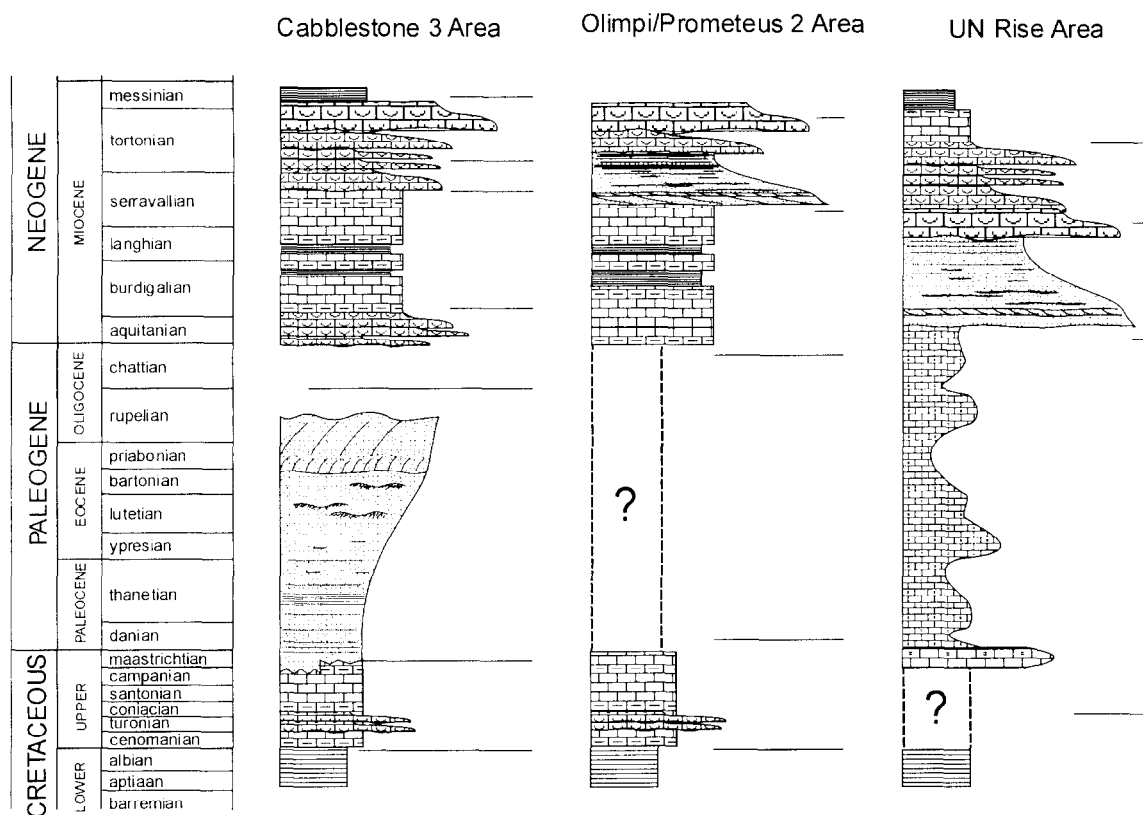 Cabblestone 3 Area
Olimpi/Prometeus 2 Area
UN Rise Area
NEOGENE
MIOCENE
messinian
tortonian
serravallian
langhian
burdigalian
aquitanian
PALEOGENE
OLIGOCENE
chattian
rupelian
EOCENE
priabonian
bartonian
lutetian
ypresian
PALEOCENE
thanetian
danian
CRETACEOUS
UPPER
maastrichtian
campanian
santonian
coniacian
turonian
cenomanian
LOWER
albian
aptiaan
barremian
?
?